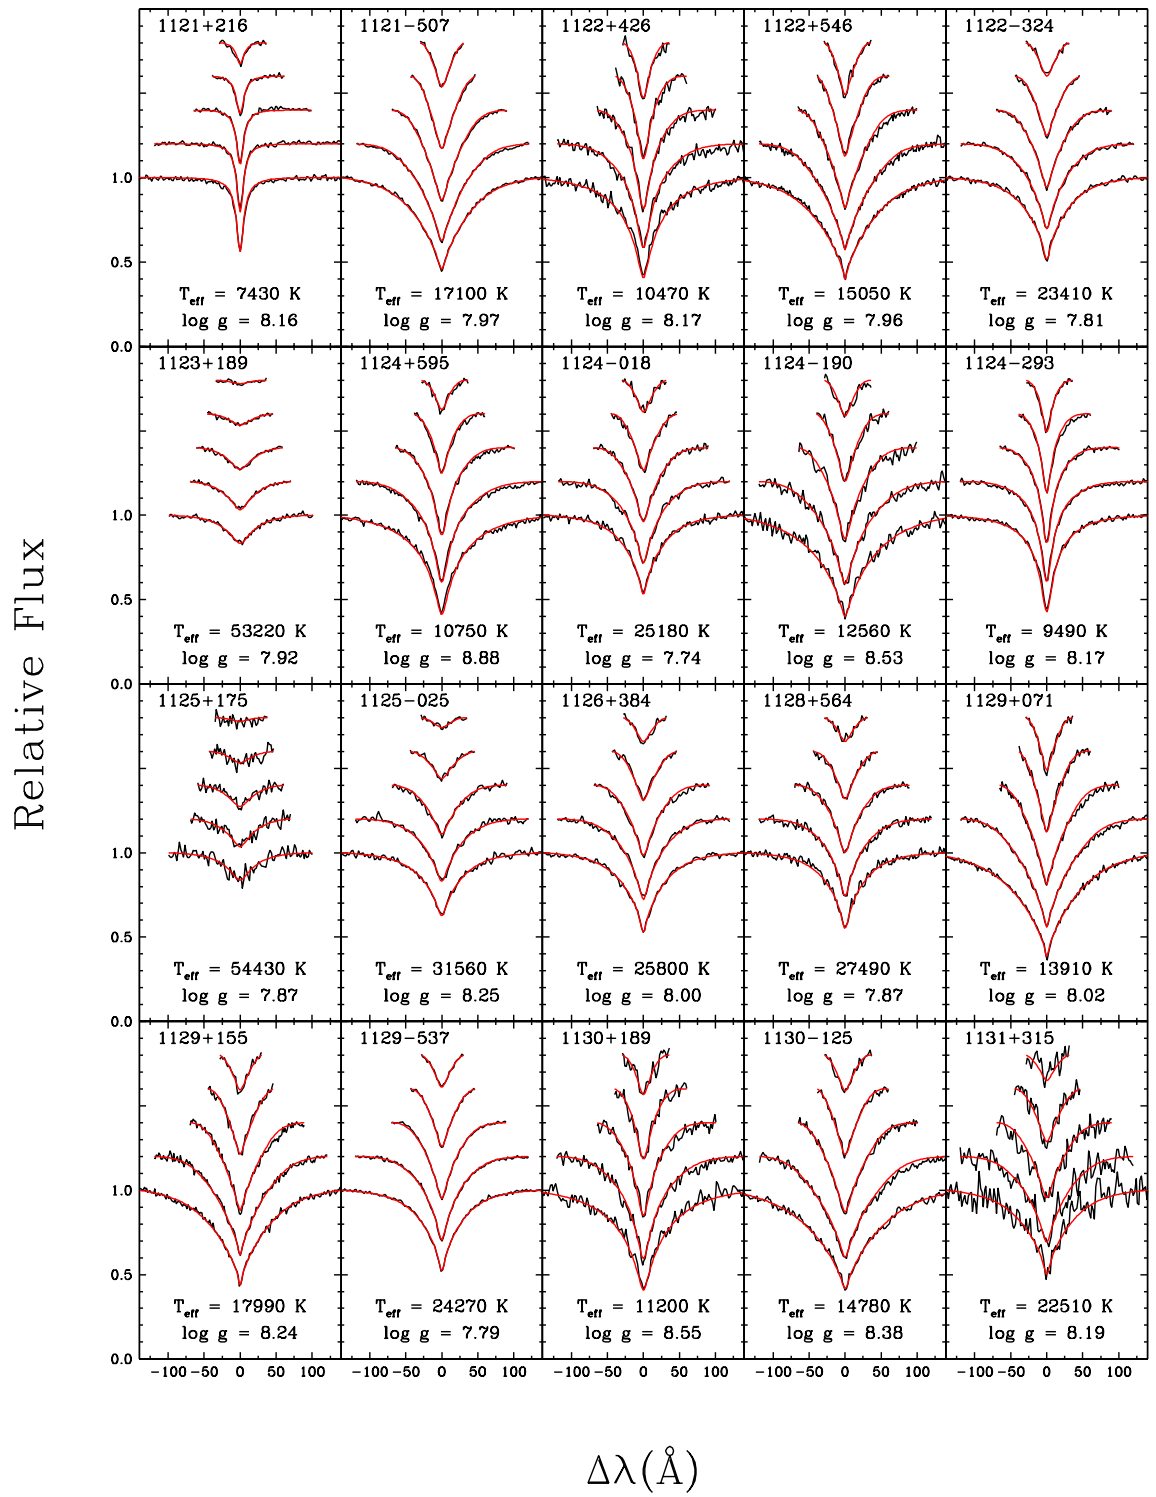 1121+216 1121−507 1122+426 1122+546 1122−324
1.0
0.5
T_eff = 7430 K T_eff = 17100 K T_eff = 10470 K T_eff = 15050 K T_eff = 23410 K
log g = 8.16 log g = 7.97 log g = 8.17 log g = 7.96 log g = 7.81
0.0
1123+189 1124+595 1124−018 1124−190 1124−293
1.0
0.5
T_eff = 53220 K T_eff = 10750 K T_eff = 25180 K T_eff = 12560 K T_eff = 9490 K
log g = 7.92 log g = 8.88 log g = 7.74 log g = 8.53 log g = 8.17
0.0
Relative Flux
1125+175 1125−025 1126+384 1128+564 1129+071
1.0
0.5
T_eff = 54430 K T_eff = 31560 K T_eff = 25800 K T_eff = 27490 K T_eff = 13910 K
log g = 7.87 log g = 8.25 log g = 8.00 log g = 7.87 log g = 8.02
0.0
1129+155 1129−537 1130+189 1130−125 1131+315
1.0
0.5
T_eff = 17990 K T_eff = 24270 K T_eff = 11200 K T_eff = 14780 K T_eff = 22510 K
log g = 8.24 log g = 7.79 log g = 8.55 log g = 8.38 log g = 8.19
0.0
−100 −50 0 50 100 −100 −50 0 50 100 −100 −50 0 50 100 −100 −50 0 50 100 −100 −50 0 50 100
Δλ(Å)